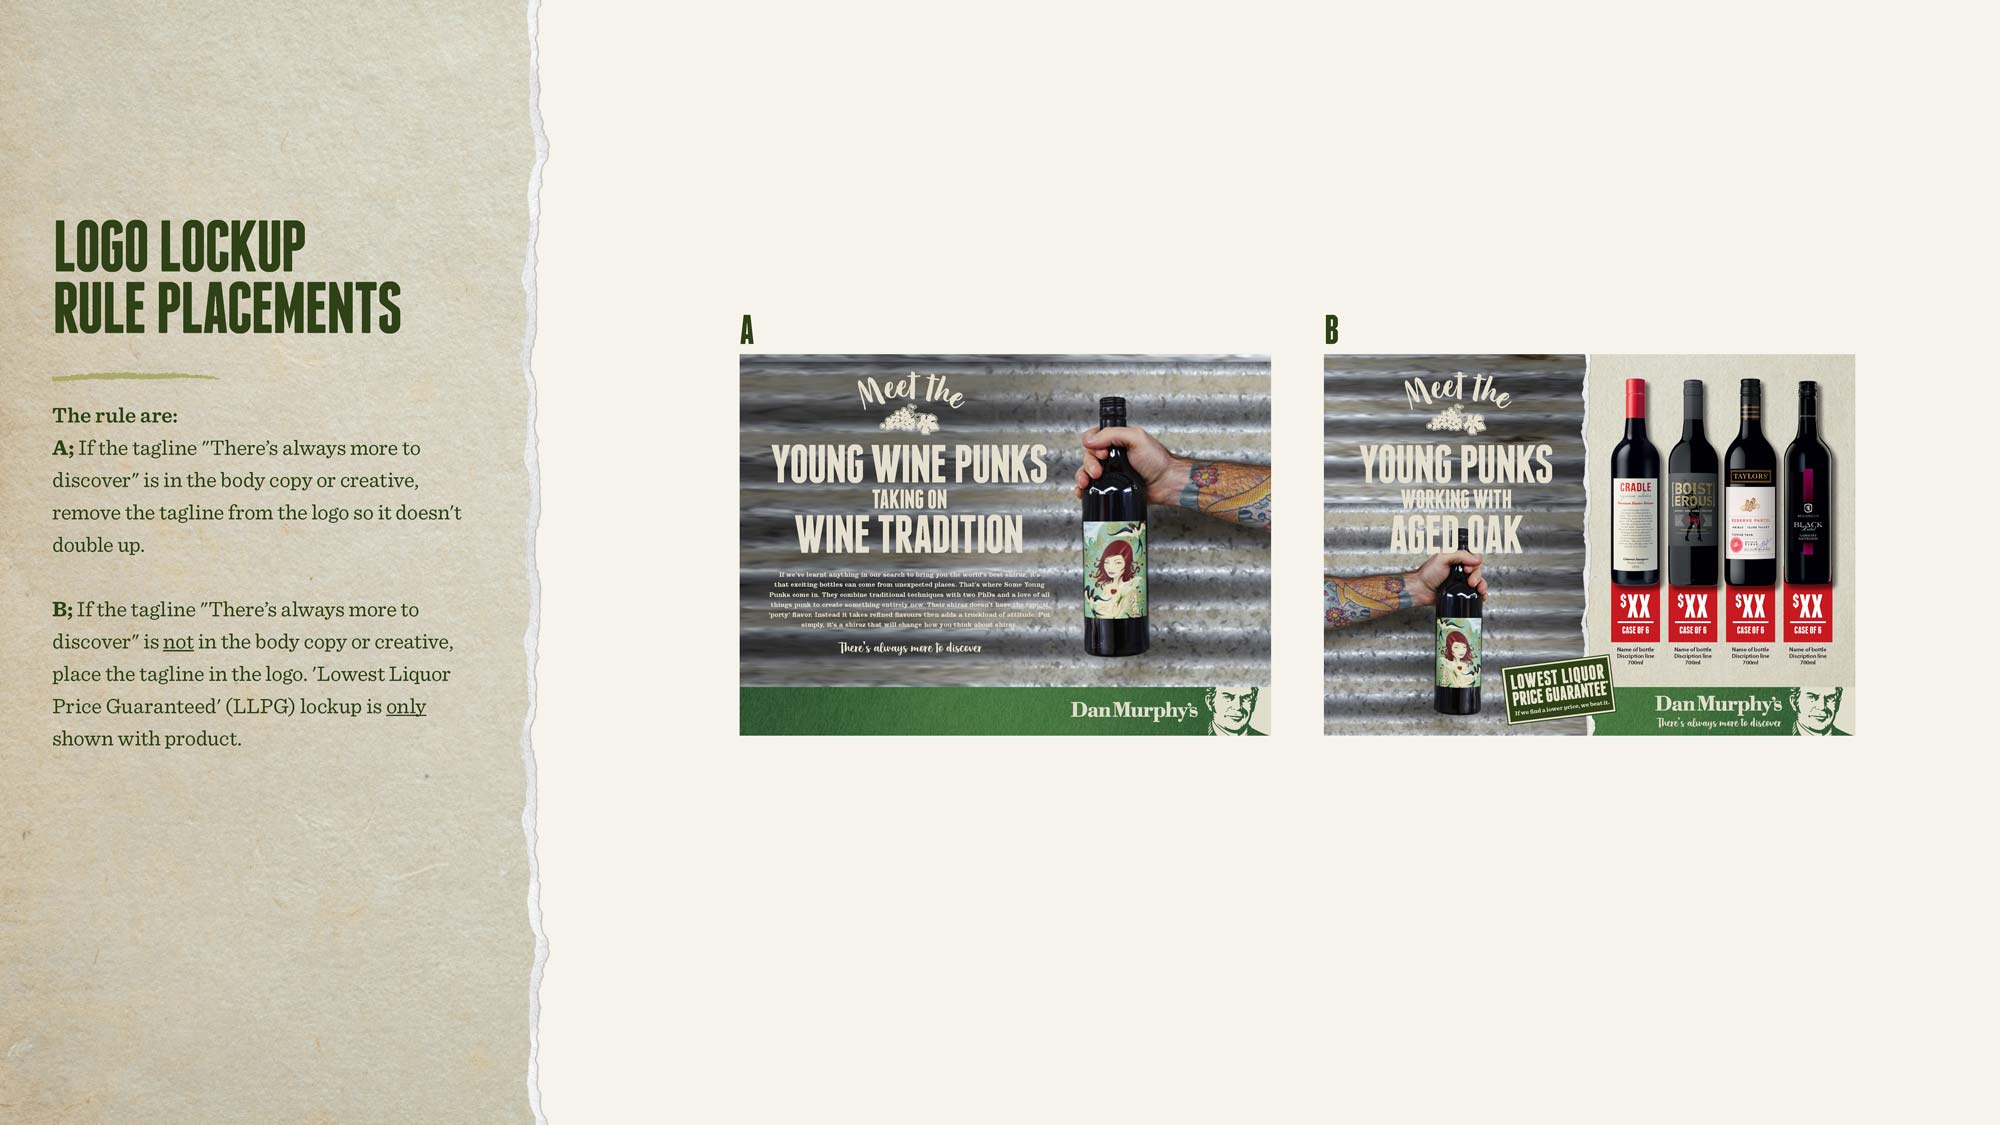 LOGO LOCKUP
RULE PLACEMENTS
The rule are:
A; If the tagline "There's always more to
discover" is in the body copy or creative,
remove the tagline from the logo so it doesn't
double up.
B; If the tagline "There's always more to
discover" is not in the body copy or creative,
place the tagline in the logo. 'Lowest Liquor
Price Guaranteed' (LLPG) lockup is only
shown with product.
A
Meet the
YOUNG WINE PUNKS
TAKING ON
WINE TRADITION
If we've learnt anything in our search to bring you the world's best shiraz, it's
that exciting bottles can come from unexpected places. That's where Some Young
Punks come in. They combine traditional techniques with two PhDs and a love of all
things punk to create something entirely new. Their shiraz doesn't have the typical
'porty' flavor. Instead it takes refined flavours then adds a truckload of attitude. Put
simply, it's a shiraz that will change how you think about shiraz.
There's always more to discover
Dan Murphy's
B
Meet the
YOUNG PUNKS
WORKING WITH
AGED OAK
LOWEST LIQUOR
PRICE GUARANTEE
If we find a lower price, we beat it.
CRADLE
BOIST
EROUS
TAYLORS
RESERVE PARCEL
BLACK
$XX
CASE OF 6
$XX
CASE OF 6
$XX
CASE OF 6
$XX
CASE OF 6
Name of bottle
Discription line
700ml
Name of bottle
Discription line
700ml
Name of bottle
Discription line
700ml
Name of bottle
Discription line
700ml
Dan Murphy's
There's always more to discover